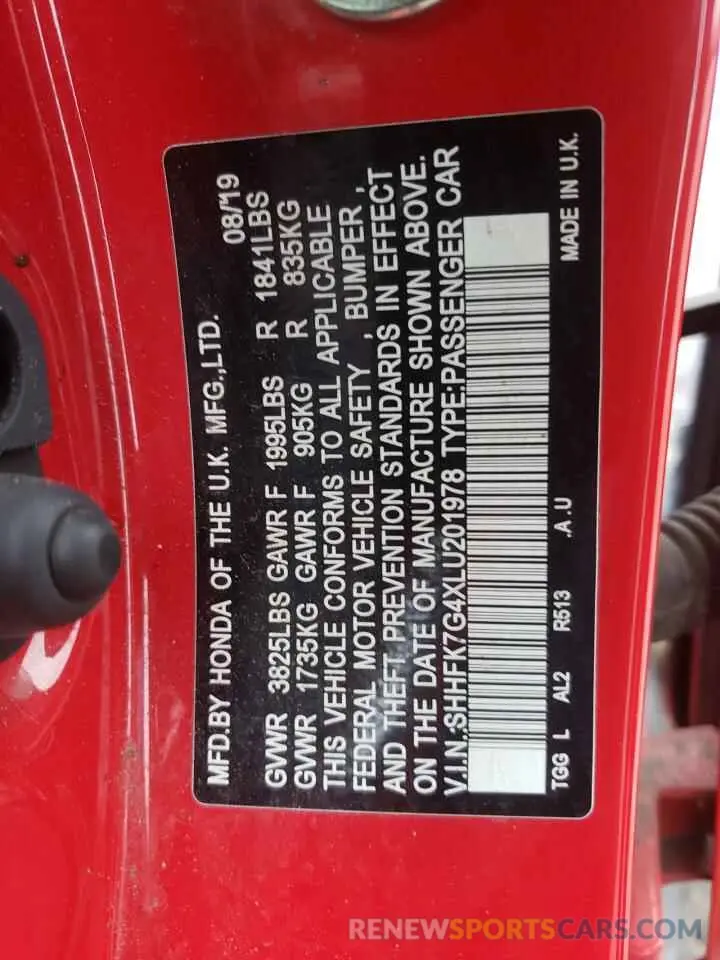 MFD.BY HONDA OF THE U.K. MFG.,LTD. 08/19
GVWR 3825LBS GAWR F 1995LBS R 1841LBS
GVWR 1735KG GAWR F 905KG R 835KG
THIS VEHICLE CONFORMS TO ALL APPLICABLE
FEDERAL MOTOR VEHICLE SAFETY , BUMPER ,
AND THEFT PREVENTION STANDARDS IN EFFECT
ON THE DATE OF MANUFACTURE SHOWN ABOVE.
V.I.N.:SHHFK7G4XLU201978 TYPE:PASSENGER CAR
TGG L AL2 R513 .A .U MADE IN U.K.
RENEWSPORTSCARS.COM